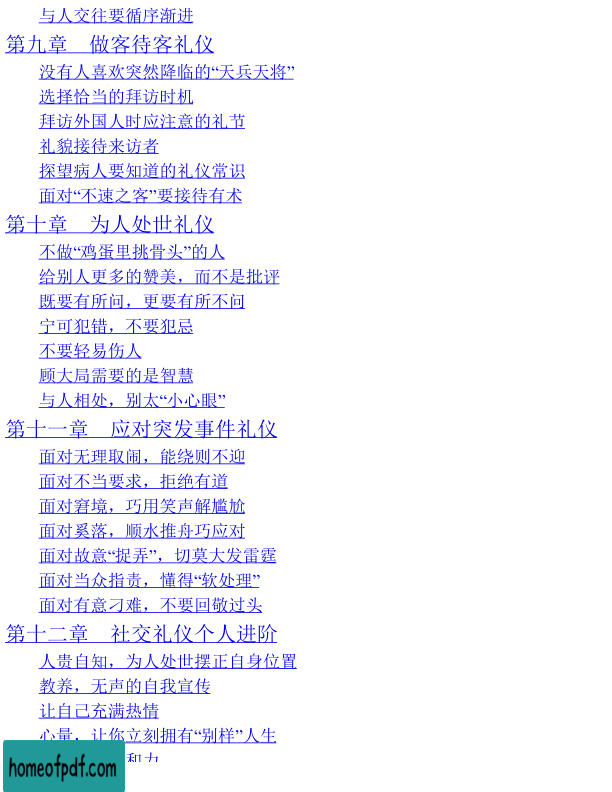 与人交往要循序渐进
第九章　做客待客礼仪
没有人喜欢突然降临的“天兵天将”
选择恰当的拜访时机
拜访外国人时应注意的礼节
礼貌接待来访者
探望病人要知道的礼仪常识
面对“不速之客”要接待有术
第十章　为人处世礼仪
不做“鸡蛋里挑骨头”的人
给别人更多的赞美，而不是批评
既要有所问，更要有所不问
宁可犯错，不要犯忌
不要轻易伤人
顾大局需要的是智慧
与人相处，别太“小心眼”
第十一章　应对突发事件礼仪
面对无理取闹，能绕则不迎
面对不当要求，拒绝有道
面对窘境，巧用笑声解尴尬
面对奚落，顺水推舟巧应对
面对故意“捉弄”，切莫大发雷霆
面对当众指责，懂得“软处理”
面对有意刁难，不要回敬过头
第十二章　社交礼仪个人进阶
人贵自知，为人处世摆正自身位置
教养，无声的自我宣传
让自己充满热情
心量，让你立刻拥有“别样”人生
homeofpdf.com